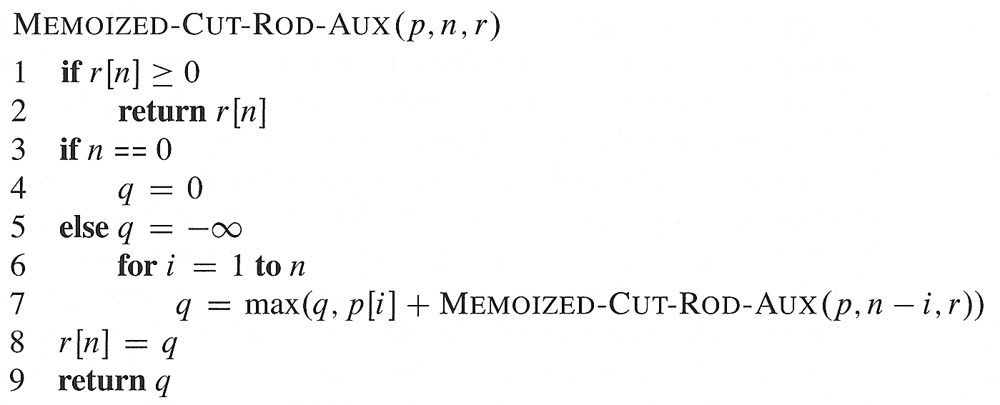 MEMOIZED-CUT-ROD-AUX(p, n, r)
1 if r[n] ≥ 0
2 return r[n]
3 if n == 0
4 q = 0
5 else q = −∞
6 for i = 1 to n
7 q = max(q, p[i] + MEMOIZED-CUT-ROD-AUX(p, n − i, r))
8 r[n] = q
9 return q